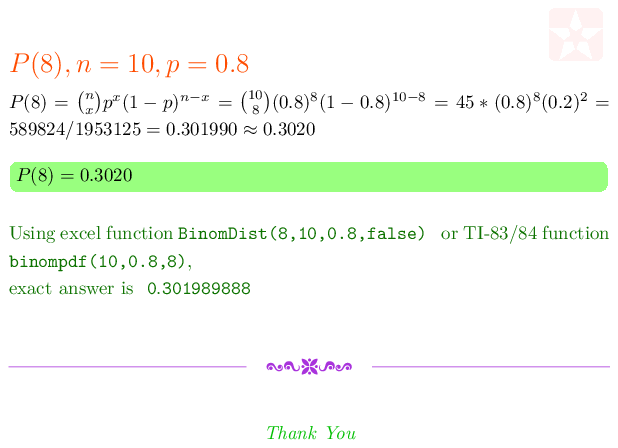 P(8), n = 10, p = 0.8
P(8) = \binom{n}{x} p^x (1 − p)^{n−x} = \binom{10}{8} (0.8)^8 (1 − 0.8)^{10−8} = 45 ∗ (0.8)^8 (0.2)^2 =
589824/1953125 = 0.301990 ≈ 0.3020
P(8) = 0.3020
Using excel function BinomDist(8,10,0.8,false) or TI-83/84 function
binompdf(10,0.8,8),
exact answer is 0.301989888
Thank You